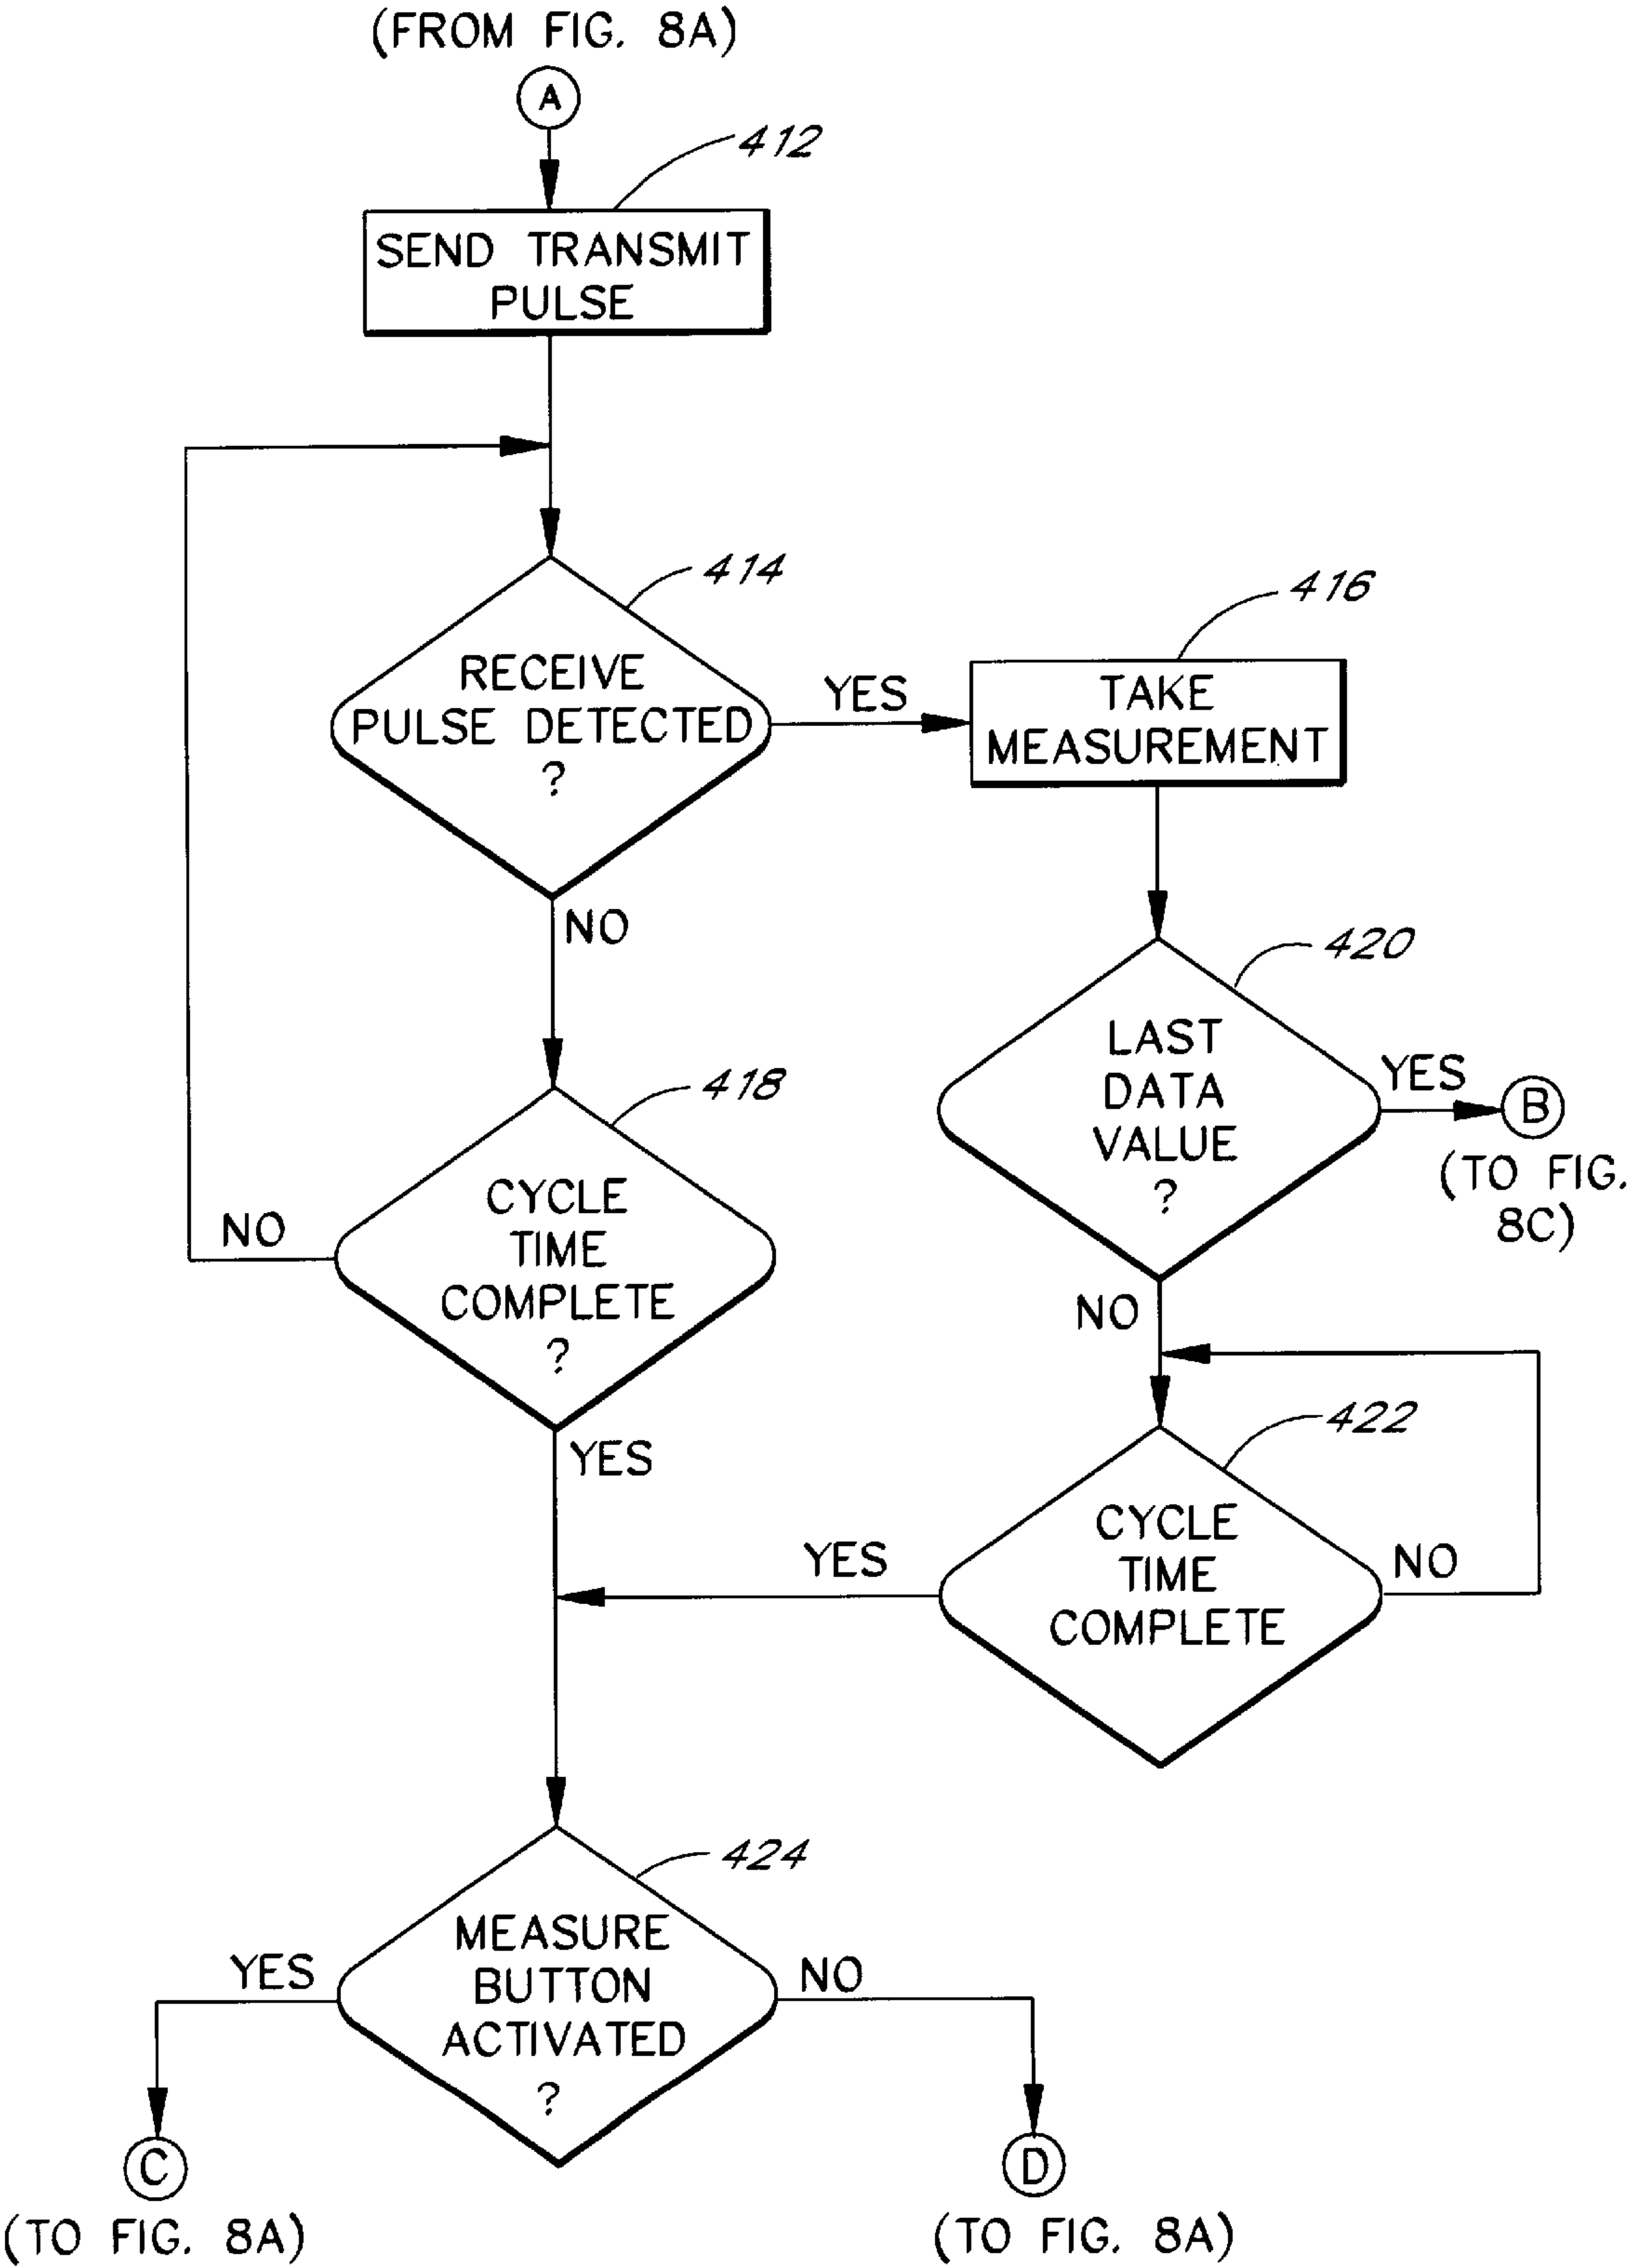 (FROM FIG. 8A)
A
412
SEND TRANSMIT
PULSE
414
RECEIVE
PULSE DETECTED
?
YES
416
TAKE
MEASUREMENT
NO
420
LAST
DATA
VALUE
?
YES
B
(TO FIG.
8C)
418
CYCLE
TIME
COMPLETE
?
NO
YES
NO
422
CYCLE
TIME
COMPLETE
YES
NO
424
MEASURE
BUTTON
ACTIVATED
?
YES
NO
C
(TO FIG. 8A)
D
(TO FIG. 8A)